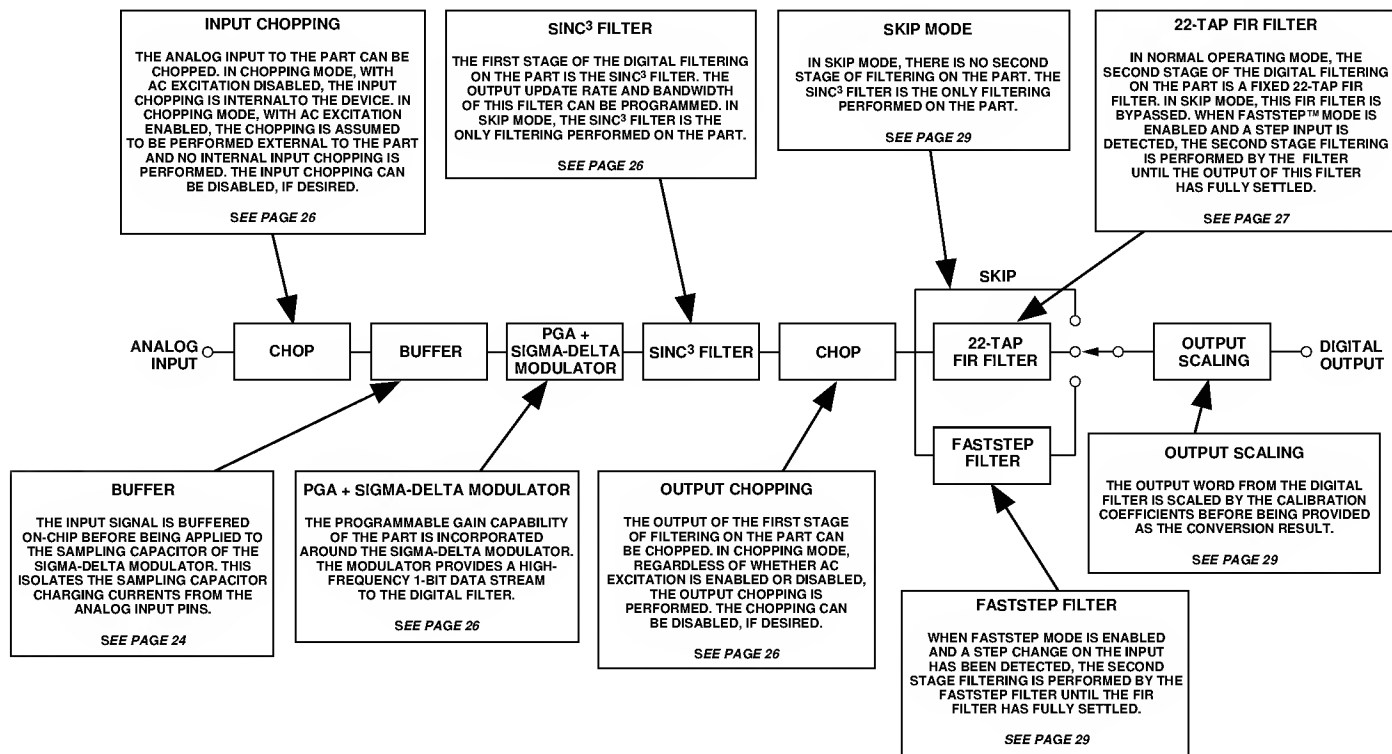 INPUT CHOPPING
THE ANALOG INPUT TO THE PART CAN BE
CHOPPED. IN CHOPPING MODE, WITH
AC EXCITATION DISABLED, THE INPUT
CHOPPING IS INTERNALTO THE DEVICE. IN
CHOPPING MODE, WITH AC EXCITATION
ENABLED, THE CHOPPING IS ASSUMED
TO BE PERFORMED EXTERNAL TO THE PART
AND NO INTERNAL INPUT CHOPPING IS
PERFORMED. THE INPUT CHOPPING CAN
BE DISABLED, IF DESIRED.
SEE PAGE 26
SINC³ FILTER
THE FIRST STAGE OF THE DIGITAL FILTERING
ON THE PART IS THE SINC³ FILTER. THE
OUTPUT UPDATE RATE AND BANDWIDTH
OF THIS FILTER CAN BE PROGRAMMED. IN
SKIP MODE, THE SINC³ FILTER IS THE
ONLY FILTERING PERFORMED ON THE PART.
SEE PAGE 26
SKIP MODE
IN SKIP MODE, THERE IS NO SECOND
STAGE OF FILTERING ON THE PART. THE
SINC³ FILTER IS THE ONLY FILTERING
PERFORMED ON THE PART.
SEE PAGE 29
22-TAP FIR FILTER
IN NORMAL OPERATING MODE, THE
SECOND STAGE OF THE DIGITAL FILTERING
ON THE PART IS A FIXED 22-TAP FIR
FILTER. IN SKIP MODE, THIS FIR FILTER IS
BYPASSED. WHEN FASTSTEP™ MODE IS
ENABLED AND A STEP INPUT IS
DETECTED, THE SECOND STAGE FILTERING
IS PERFORMED BY THE FILTER
UNTIL THE OUTPUT OF THIS FILTER
HAS FULLY SETTLED.
SEE PAGE 27
SKIP
ANALOG
INPUT
CHOP
BUFFER
PGA +
SIGMA-DELTA
MODULATOR
SINC³ FILTER
CHOP
22-TAP
FIR FILTER
OUTPUT
SCALING
DIGITAL
OUTPUT
FASTSTEP
FILTER
BUFFER
THE INPUT SIGNAL IS BUFFERED
ON-CHIP BEFORE BEING APPLIED TO
THE SAMPLING CAPACITOR OF THE
SIGMA-DELTA MODULATOR. THIS
ISOLATES THE SAMPLING CAPACITOR
CHARGING CURRENTS FROM THE
ANALOG INPUT PINS.
SEE PAGE 24
PGA + SIGMA-DELTA MODULATOR
THE PROGRAMMABLE GAIN CAPABILITY
OF THE PART IS INCORPORATED
AROUND THE SIGMA-DELTA MODULATOR.
THE MODULATOR PROVIDES A HIGH-
FREQUENCY 1-BIT DATA STREAM
TO THE DIGITAL FILTER.
SEE PAGE 26
OUTPUT CHOPPING
THE OUTPUT OF THE FIRST STAGE
OF FILTERING ON THE PART CAN
BE CHOPPED. IN CHOPPING MODE,
REGARDLESS OF WHETHER AC
EXCITATION IS ENABLED OR DISABLED,
THE OUTPUT CHOPPING IS
PERFORMED. THE CHOPPING CAN
BE DISABLED, IF DESIRED.
SEE PAGE 26
FASTSTEP FILTER
WHEN FASTSTEP MODE IS ENABLED
AND A STEP CHANGE ON THE INPUT
HAS BEEN DETECTED, THE SECOND
STAGE FILTERING IS PERFORMED BY THE
FASTSTEP FILTER UNTIL THE FIR
FILTER HAS FULLY SETTLED.
SEE PAGE 29
OUTPUT SCALING
THE OUTPUT WORD FROM THE DIGITAL
FILTER IS SCALED BY THE CALIBRATION
COEFFICIENTS BEFORE BEING PROVIDED
AS THE CONVERSION RESULT.
SEE PAGE 29